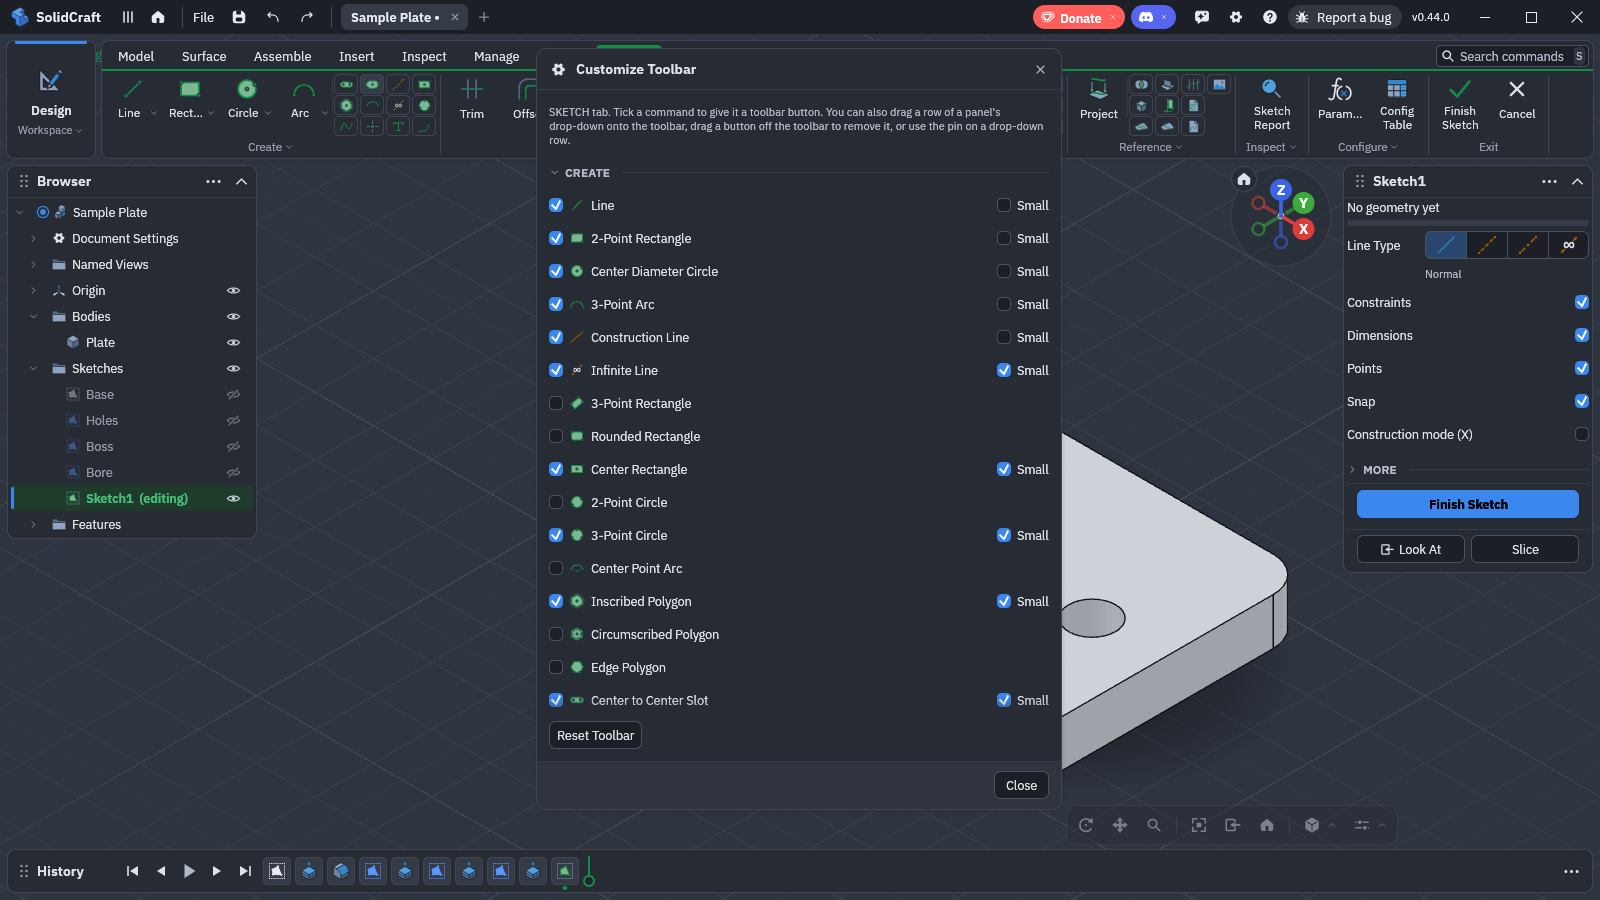 SolidCraft
File
Sample Plate •
Donate
Report a bug
v0.44.0
Design
Workspace
Model
Surface
Assemble
Insert
Inspect
Manage
Search commands
S
Line
Rect...
Circle
Arc
Create
Trim
Project
Reference
Sketch
Report
Inspect
Param...
Config
Table
Configure
Finish
Sketch
Cancel
Exit
Browser
Sample Plate
Document Settings
Named Views
Origin
Bodies
Plate
Sketches
Base
Holes
Boss
Bore
Sketch1 (editing)
Features
Customize Toolbar
SKETCH tab. Tick a command to give it a toolbar button. You can also drag a row of a panel's
drop-down onto the toolbar, drag a button off the toolbar to remove it, or use the pin on a drop-down
row.
CREATE
Line
Small
2-Point Rectangle
Small
Center Diameter Circle
Small
3-Point Arc
Small
Construction Line
Small
Infinite Line
Small
3-Point Rectangle
Rounded Rectangle
Center Rectangle
Small
2-Point Circle
3-Point Circle
Small
Center Point Arc
Inscribed Polygon
Small
Circumscribed Polygon
Edge Polygon
Center to Center Slot
Small
Reset Toolbar
Close
Z
Y
X
Sketch1
No geometry yet
Line Type
Normal
Constraints
Dimensions
Points
Snap
Construction mode (X)
MORE
Finish Sketch
Look At
Slice
History